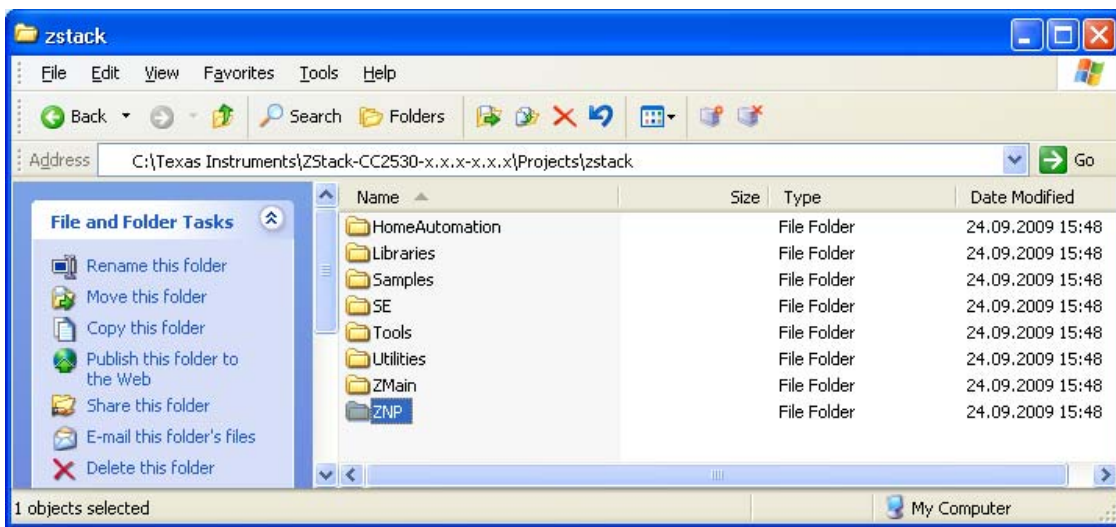 zstack
File Edit View Favorites Tools Help
Back Search Folders
Address C:\Texas Instruments\ZStack-CC2530-x.x.x-x.x.x\Projects\zstack Go
File and Folder Tasks
Rename this folder
Move this folder
Copy this folder
Publish this folder to
the Web
Share this folder
E-mail this folder's files
Delete this folder
Name Size Type Date Modified
HomeAutomation File Folder 24.09.2009 15:48
Libraries File Folder 24.09.2009 15:48
Samples File Folder 24.09.2009 15:48
SE File Folder 24.09.2009 15:48
Tools File Folder 24.09.2009 15:48
Utilities File Folder 24.09.2009 15:48
ZMain File Folder 24.09.2009 15:48
ZNP File Folder 24.09.2009 15:48
1 objects selected My Computer